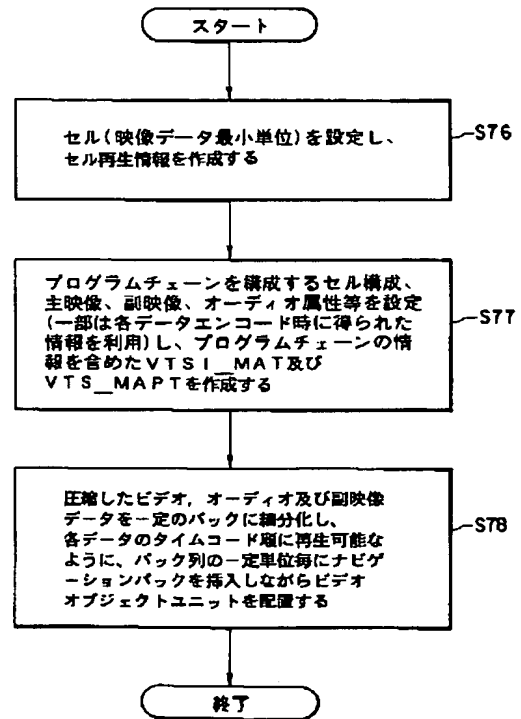 スタート
セル(映像データ最小単位)を設定し、
セル再生情報を作成する
S76
プログラムチェーンを構成するセル構成、
主映像、副映像、オーディオ属性等を設定
(一部は各データエンコード時に得られた
情報を利用)し、プログラムチェーンの情
報を含めたVTSI_MAT及び
VTS_MAPTを作成する
S77
圧縮したビデオ,オーディオ及び副映像
データを一定のパックに細分化し、
各データのタイムコード順に再生可能な
ように、パック列の一定単位毎にナビゲ
ーションパックを挿入しながらビデオ
オブジェクトユニットを配置する
S78
終了